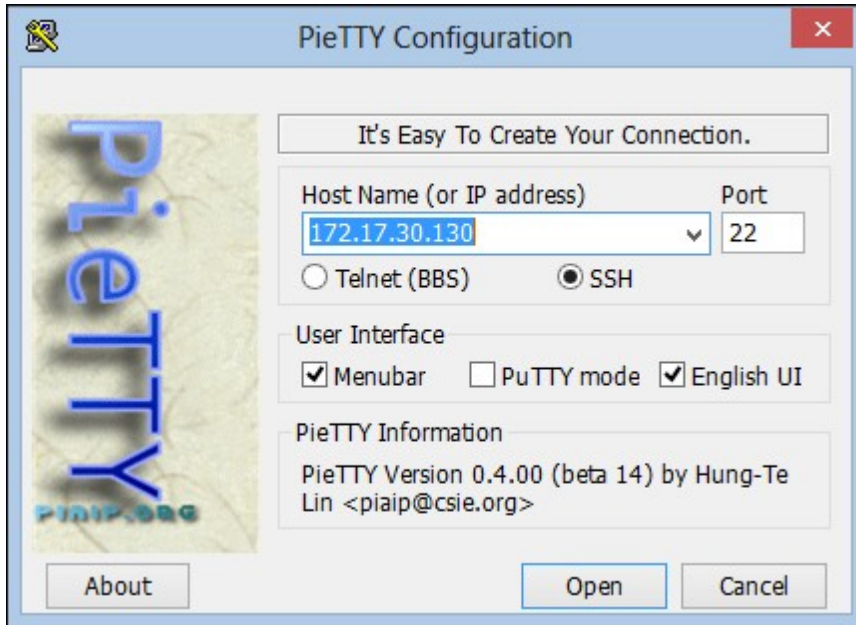 PieTTY Configuration
PieTTY
PIAIP.ORG
It's Easy To Create Your Connection.
Host Name (or IP address)
Port
172.17.30.130
22
Telnet (BBS)
SSH
User Interface
Menubar
PuTTY mode
English UI
PieTTY Information
PieTTY Version 0.4.00 (beta 14) by Hung-Te
Lin <piaip@csie.org>
About
Open
Cancel